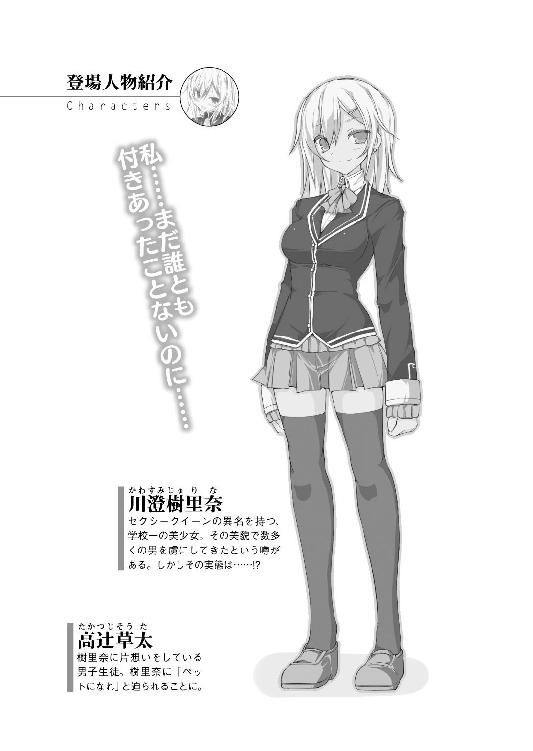 登場人物紹介
Characters
私……まだ誰とも
付きあったことないのに……
かわすみじゅりな
川澄樹里奈
セクシークイーンの異名を持つ、
学校一の美少女。その美貌で数多
くの男を虜にしてきたという噂が
ある。しかしその実態は……!?
たかつじそうた
高辻草太
樹里奈に片想いをしている
男子生徒。樹里奈に「ペッ
トになれ」と迫られることに。